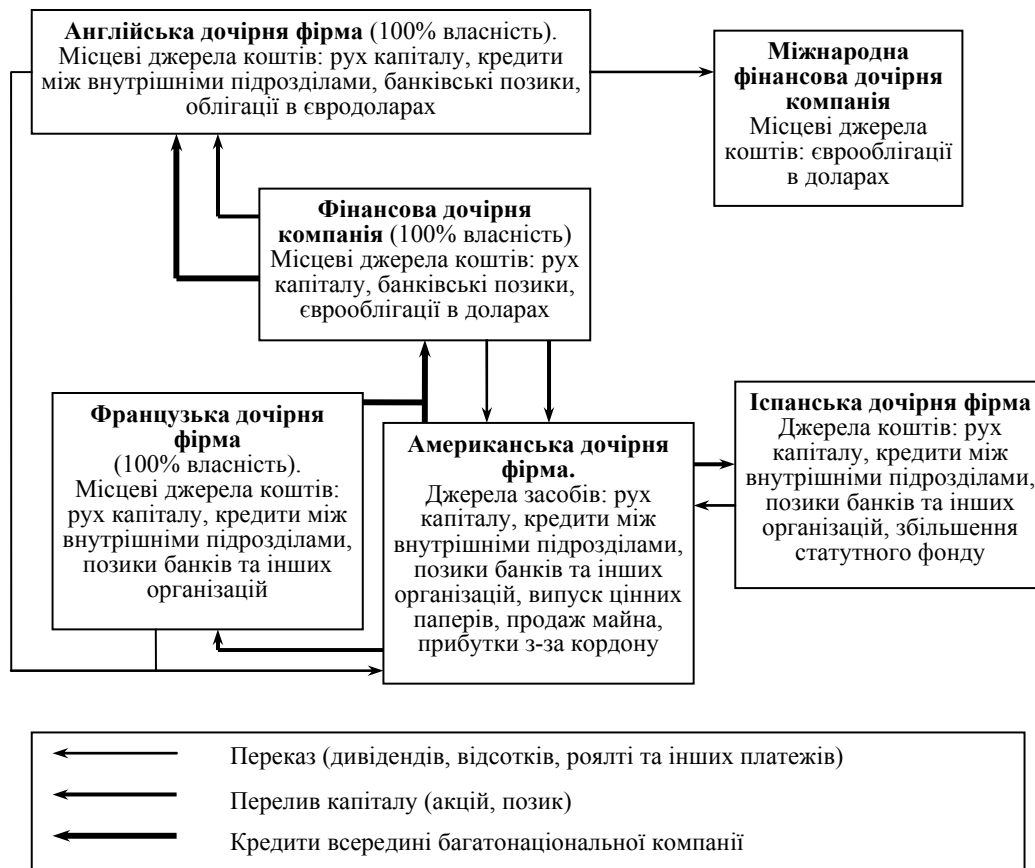 Англійська дочірня фірма (100% власність).
Місцеві джерела коштів: рух капіталу, кредити
між внутрішніми підрозділами, банківські позики,
облігації в євродоларах
Міжнародна
фінансова дочірня
компанія
Місцеві джерела
коштів: єврооблігації
в доларах
Фінансова дочірня
компанія (100% власність)
Місцеві джерела коштів: рух
капіталу, банківські позики,
єврооблігації в доларах
Французька дочірня
фірма
(100% власність).
Місцеві джерела коштів:
рух капіталу, кредити між
внутрішніми підрозділами,
позики банків та інших
організацій
Американська дочірня
фірма.
Джерела засобів: рух
капіталу, кредити між
внутрішніми підрозділами,
позики банків та інших
організацій, випуск цінних
паперів, продаж майна,
прибутки з-за кордону
Іспанська дочірня фірма
Джерела коштів: рух
капіталу, кредити між
внутрішніми підрозділами,
позики банків та інших
організацій, збільшення
статутного фонду
Переказ (дивідендів, відсотків, роялті та інших платежів)
Перелив капіталу (акцій, позик)
Кредити всередині багатонаціональної компанії